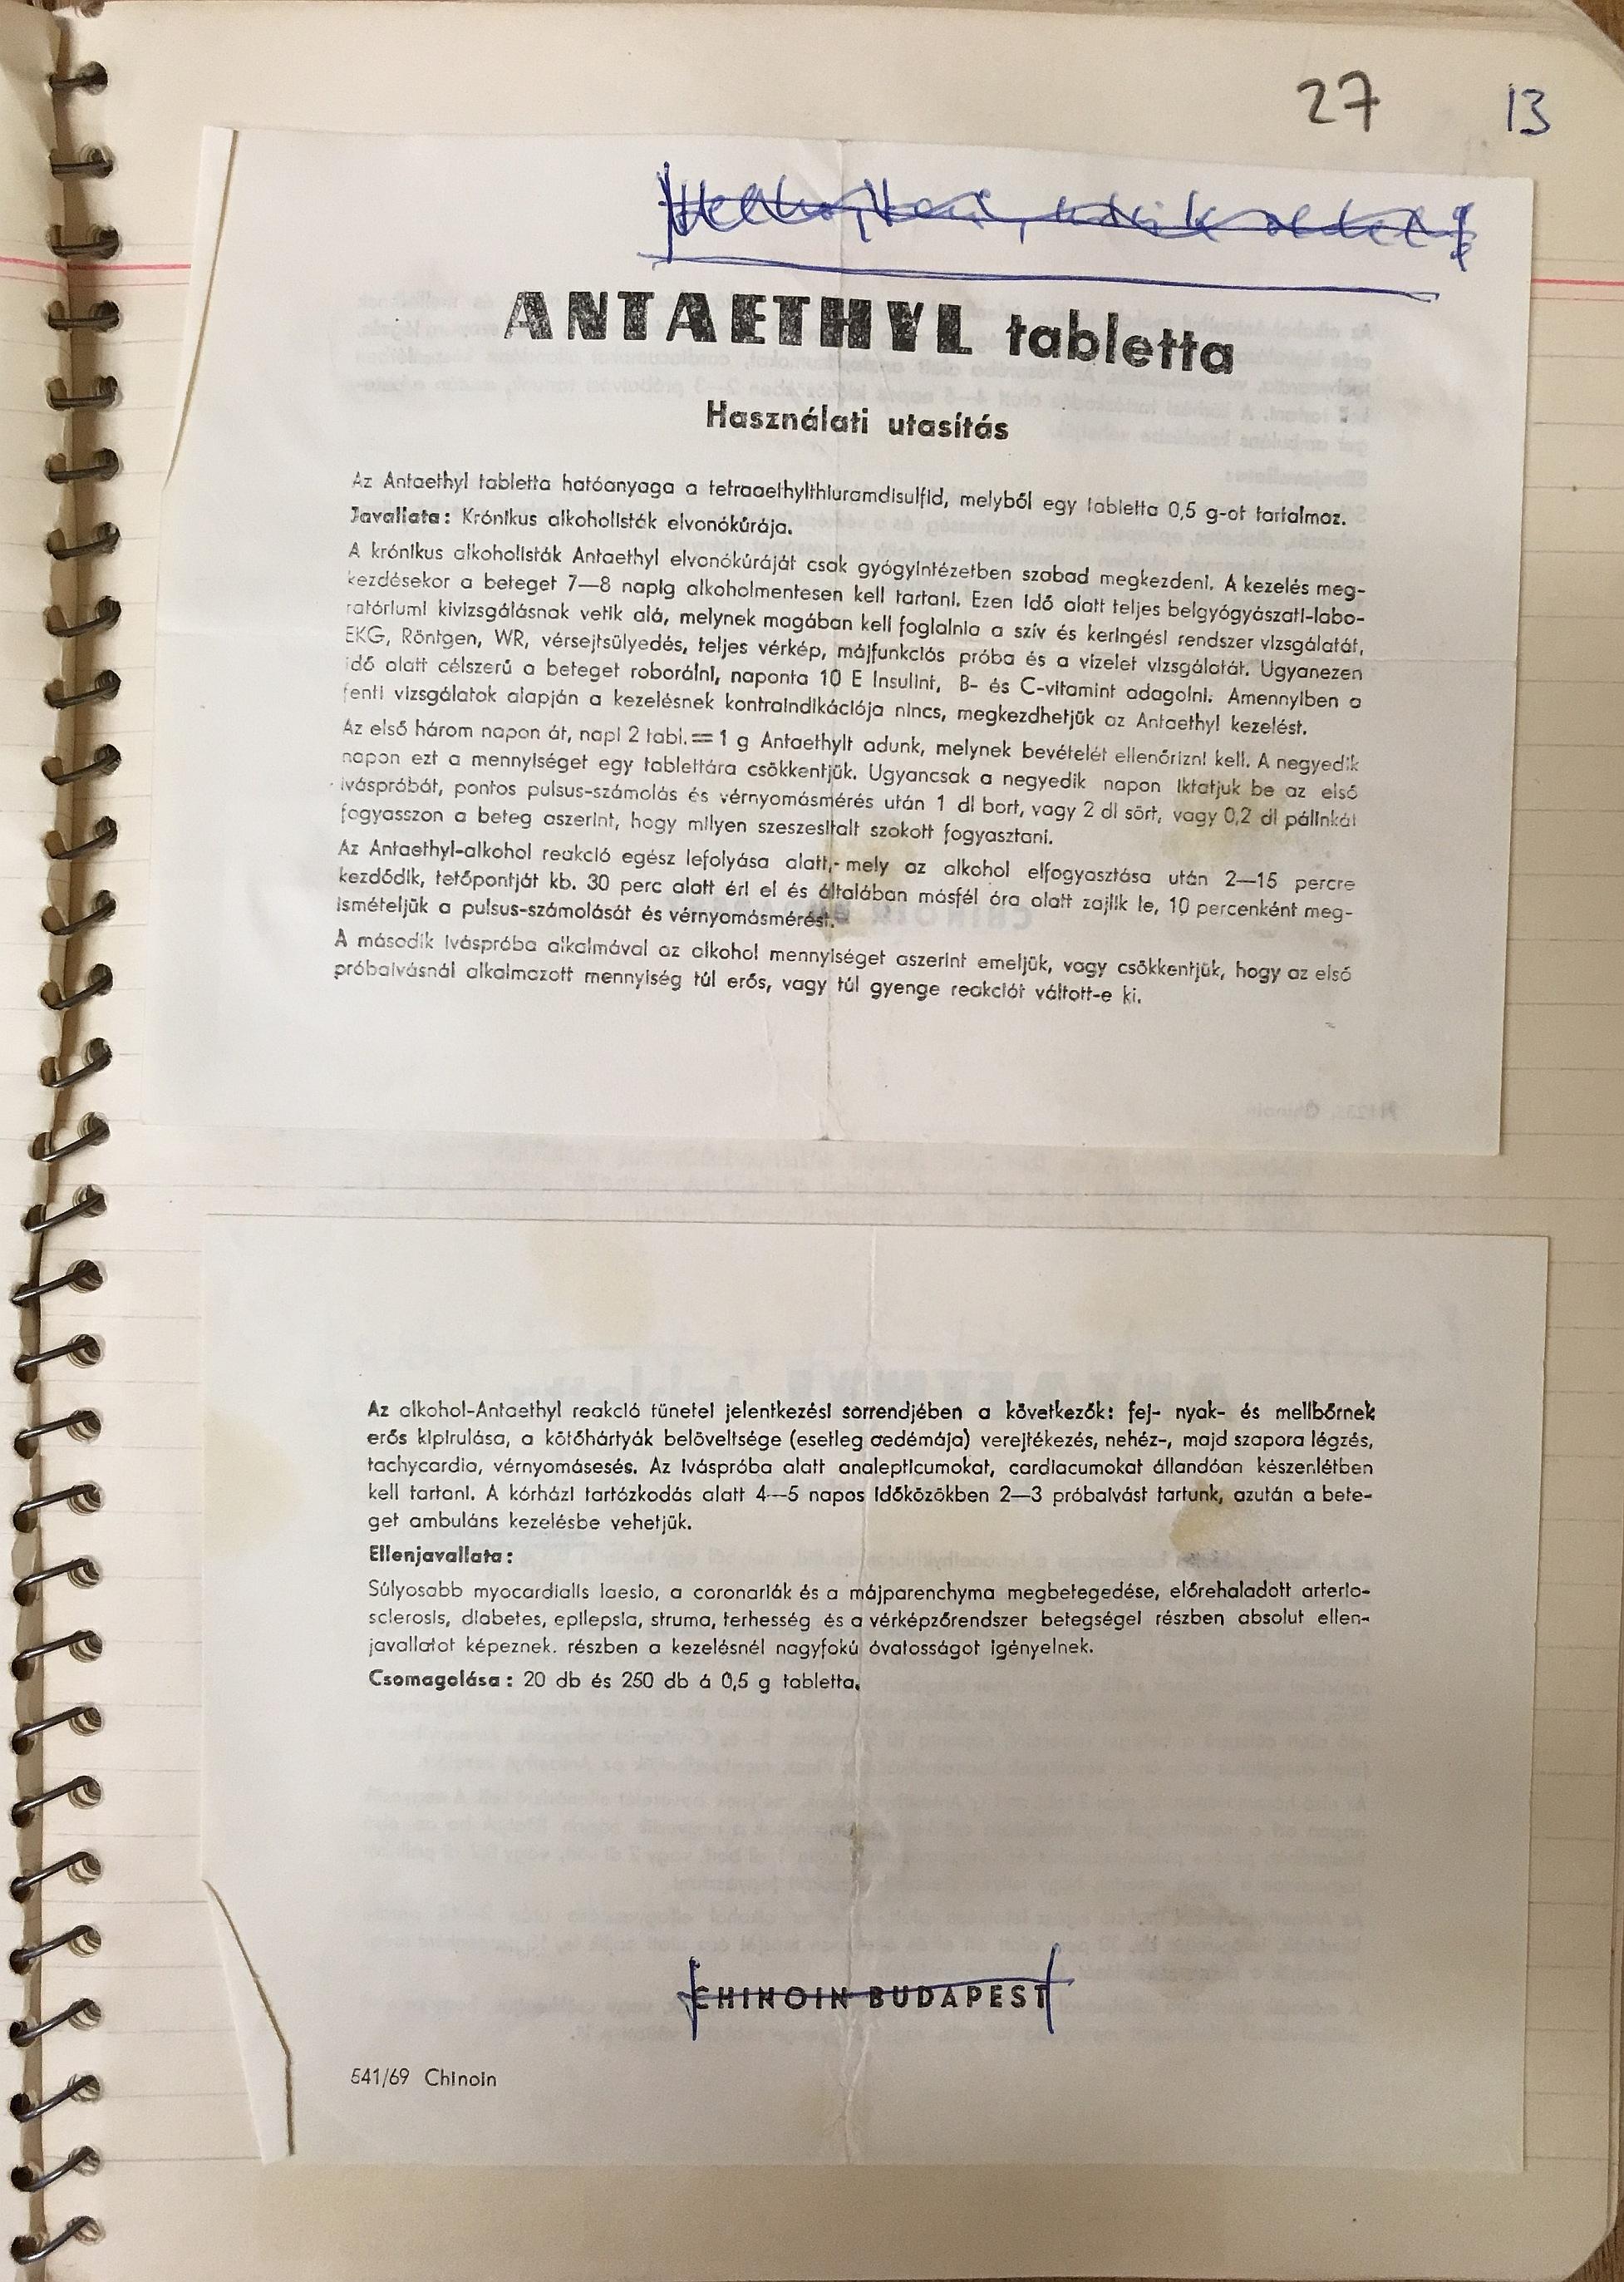 27 13
ANTAETHYL tabletta
Használati utasítás
Az Antaethyl tabletta hatóanyaga a tetraaethylthiuramdisulfid, melyből egy tabletta 0,5 g-ot tartalmaz.
Javallata: Krónikus alkoholisták elvonókúrája.
A krónikus alkoholisták Antaethyl elvonókúráját csak gyógyintézetben szabad megkezdeni. A kezelés meg-
kezdésekor a beteget 7—8 napig alkoholmentesen kell tartani. Ezen idő alatt teljes belgyógyászati-labo-
ratóriumi kivizsgálásnak vetik alá, melynek magában kell foglalnia a szív és keringési rendszer vizsgálatát,
EKG, Röntgen, WR, vérsejtsülyedés, teljes vérkép, májfunkciós próba és a vizelet vizsgálatát. Ugyanezen
idő alatt célszerű a beteget roborálni, naponta 10 E Insulint, B- és C-vitamint adagolni. Amennyiben a
fenti vizsgálatok alapján a kezelésnek kontraindikációja nincs, megkezdhetjük az Antaethyl kezelést.
Az első három napon át, napi 2 tabl. = 1 g Antaethylt adunk, melynek bevételét ellenőrizni kell. A negyedik
napon ezt a mennyiséget egy tablettára csökkentjük. Ugyancsak a negyedik napon iktatjuk be az első
iváspróbát, pontos pulsus-számolás és vérnyomásmérés után 1 dl bort, vagy 2 dl sört, vagy 0,2 dl pálinkát
fogyasszon a beteg aszerint, hogy milyen szeszesitalt szokott fogyasztani.
Az Antaethyl-alkohol reakció egész lefolyása alatt, mely az alkohol elfogyasztása után 2—15 percre
kezdődik, tetőpontját kb. 30 perc alatt éri el és általában másfél óra alatt zajlik le, 10 percenként meg-
ismételjük a pulsus-számolását és vérnyomásmérést.
A második iváspróba alkalmával az alkohol mennyiséget aszerint emeljük, vagy csökkentjük, hogy az első
próbaivásnál alkalmazott mennyiség túl erős, vagy túl gyenge reakciót váltott-e ki.
Az alkohol-Antaethyl reakció tünetei jelentkezési sorrendjében a következők: fej- nyak- és mellbőrnek
erős kipirulása, a kötőhártyák belöveltsége (esetleg oedémája) verejtékezés, nehéz-, majd szapora légzés,
tachycardia, vérnyomásesés. Az iváspróba alatt analepticumokat, cardiacumokat állandóan készenlétben
kell tartani. A kórházi tartózkodás alatt 4—5 napos időközökben 2—3 próbaivást tartunk, azután a bete-
get ambuláns kezelésbe vehetjük.
Ellenjavallata:
Súlyosabb myocardialis laesio, a coronariák és a májparenchyma megbetegedése, előrehaladott arterio-
sclerosis, diabetes, epilepsia, struma, terhesség és a vérképzőrendszer betegségei részben absolut ellen-
javallatot képeznek. részben a kezelésnél nagyfokú óvatosságot igényelnek.
Csomagolása: 20 db és 250 db á 0,5 g tabletta.
CHINOIN BUDAPEST
541/69 Chinoin